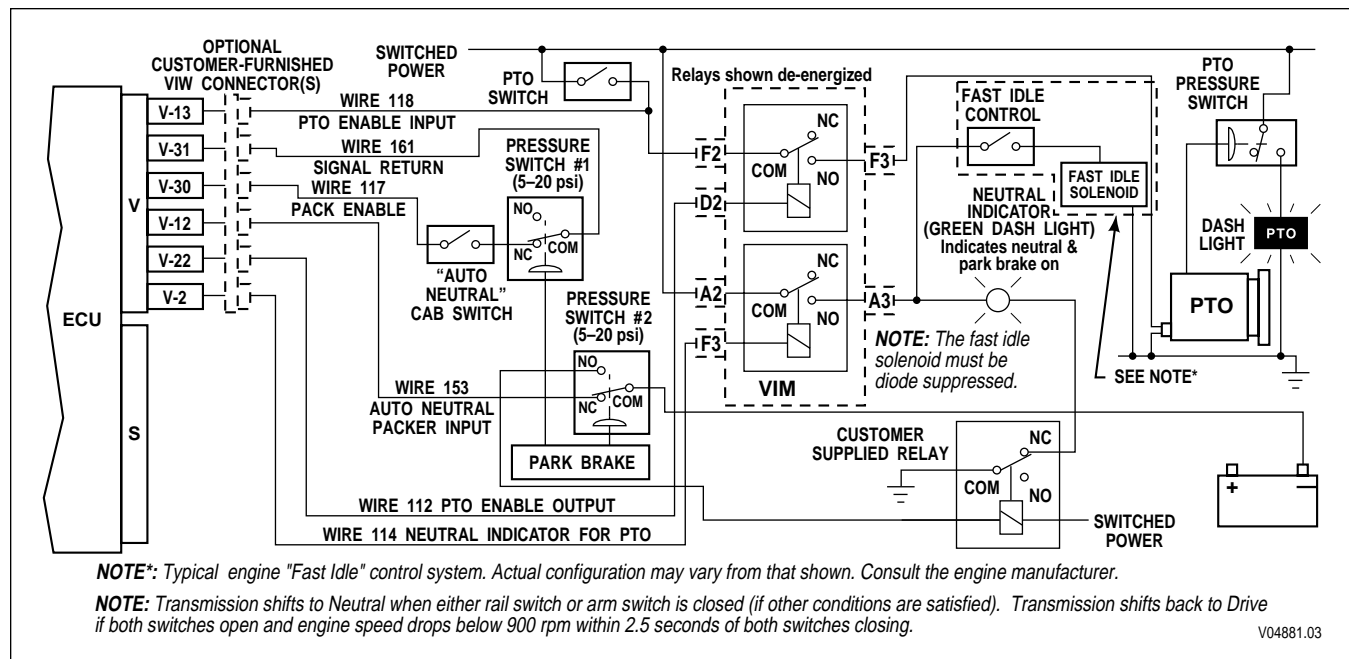 OPTIONAL
CUSTOMER-FURNISHED
VIW CONNECTOR(S)
SWITCHED
POWER
PTO
SWITCH
Relays shown de-energized
FAST IDLE
CONTROL
PTO
PRESSURE
SWITCH
V-13
WIRE 118
PTO ENABLE INPUT
V-31
WIRE 161
SIGNAL RETURN
V-30
WIRE 117
PACK ENABLE
V-12
V-22
V-2
V
ECU
S
PRESSURE
SWITCH #1
(5–20 psi)
NO
COM
NC
"AUTO
NEUTRAL"
CAB SWITCH
PRESSURE
SWITCH #2
(5–20 psi)
NO
NC
COM
WIRE 153
AUTO NEUTRAL
PACKER INPUT
PARK BRAKE
WIRE 112 PTO ENABLE OUTPUT
WIRE 114 NEUTRAL INDICATOR FOR PTO
F2
D2
A2
F3
NC
COM
NO
F3
NC
COM
NO
A3
VIM
FAST IDLE
SOLENOID
NEUTRAL
INDICATOR
(GREEN DASH LIGHT)
Indicates neutral &
park brake on
DASH
LIGHT
PTO
PTO
NOTE: The fast idle
solenoid must be
diode suppressed.
SEE NOTE*
CUSTOMER
SUPPLIED RELAY
NC
COM
NO
SWITCHED
POWER
+
–
NOTE*: Typical engine "Fast Idle" control system. Actual configuration may vary from that shown. Consult the engine manufacturer.
NOTE: Transmission shifts to Neutral when either rail switch or arm switch is closed (if other conditions are satisfied). Transmission shifts back to Drive
if both switches open and engine speed drops below 900 rpm within 2.5 seconds of both switches closing.
V04881.03